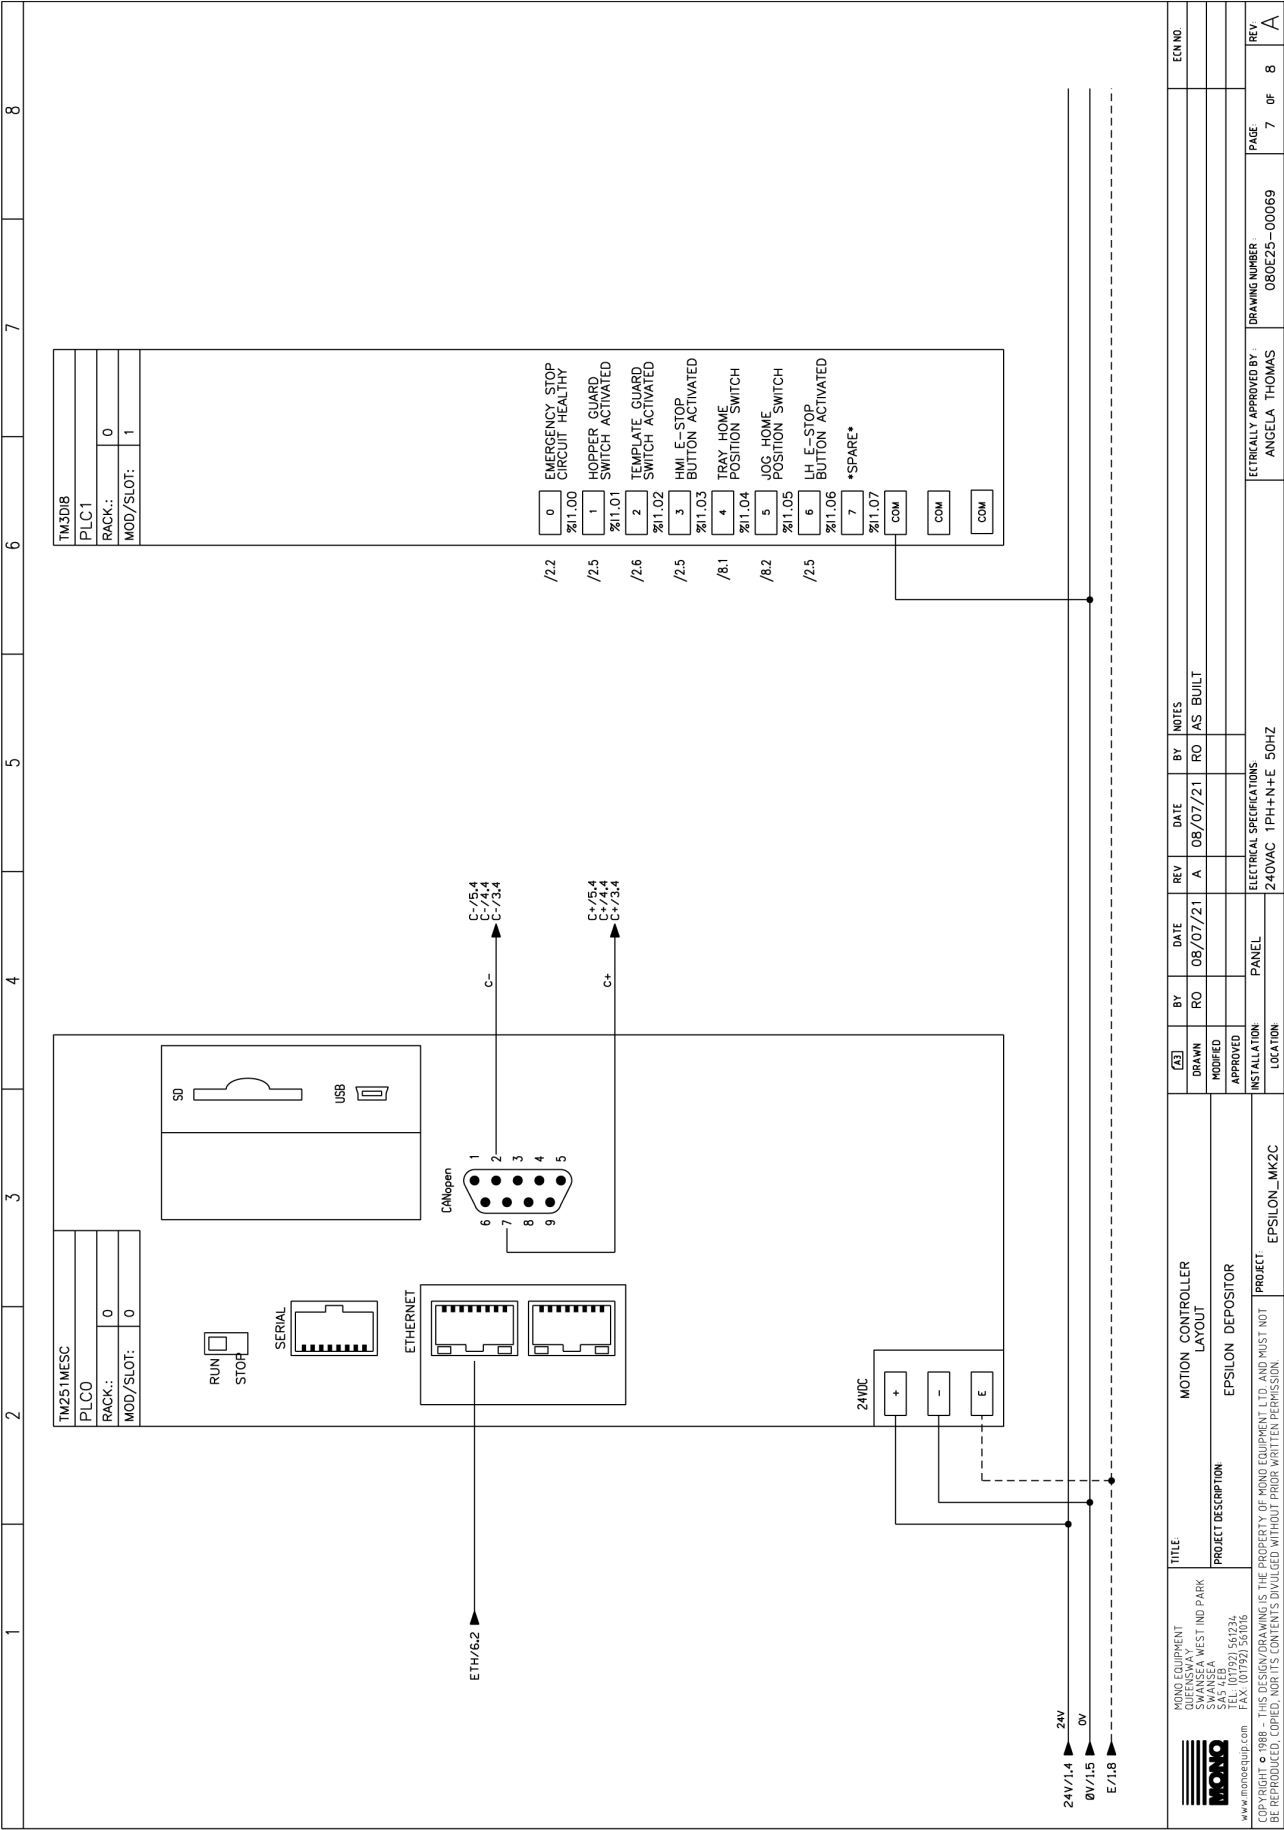 1 2 3 4 5 6 7 8
TM251MESC
PLC0
RACK.: 0
MOD/SLOT: 0
RUN
STOP
SERIAL
ETHERNET
SD
USB
CANopen
1
2
3
4
5
6
7
8
9
C-
C-/5.4
C-/4.4
C-/3.4
C+
C+/5.4
C+/4.4
C+/3.4
ETH/6.2
24VDC
+
-
E
TM3DI8
PLC1
RACK.: 0
MOD/SLOT: 1
/2.2 0 EMERGENCY STOP
%I1.00 CIRCUIT HEALTHY
/2.5 1 HOPPER GUARD
%I1.01 SWITCH ACTIVATED
/2.6 2 TEMPLATE GUARD
%I1.02 SWITCH ACTIVATED
/2.5 3 HMI E-STOP
%I1.03 BUTTON ACTIVATED
/8.1 4 TRAY HOME
%I1.04 POSITION SWITCH
/8.2 5 JOG HOME
%I1.05 POSITION SWITCH
/2.5 6 LH E-STOP
%I1.06 BUTTON ACTIVATED
7 *SPARE*
%I1.07
COM
COM
COM
24V/1.4 24V
0V/1.5 0V
E/1.8
MONO
www.monoequip.com
MONO EQUIPMENT
QUEENSWAY
SWANSEA WEST IND PARK
SWANSEA
SA5 4EB
TEL: (01792) 561234
FAX: (01792) 561016
TITLE:
MOTION CONTROLLER
LAYOUT
PROJECT DESCRIPTION:
EPSILON DEPOSITOR
COPYRIGHT © 1988 - THIS DESIGN/DRAWING IS THE PROPERTY OF MONO EQUIPMENT LTD. AND MUST NOT
BE REPRODUCED, COPIED, NOR ITS CONTENTS DIVULGED WITHOUT PRIOR WRITTEN PERMISSION.
PROJECT:
EPSILON_MK2C
A3 BY DATE REV DATE BY NOTES ECN NO.
DRAWN RO 08/07/21 A 08/07/21 RO AS BUILT
MODIFIED
APPROVED
INSTALLATION: PANEL
LOCATION:
ELECTRICAL SPECIFICATIONS:
240VAC 1PH+N+E 50HZ
ECTRICALLY APPROVED BY :
ANGELA THOMAS
DRAWING NUMBER :
080E25-00069
PAGE:
7 OF 8
REV:
A